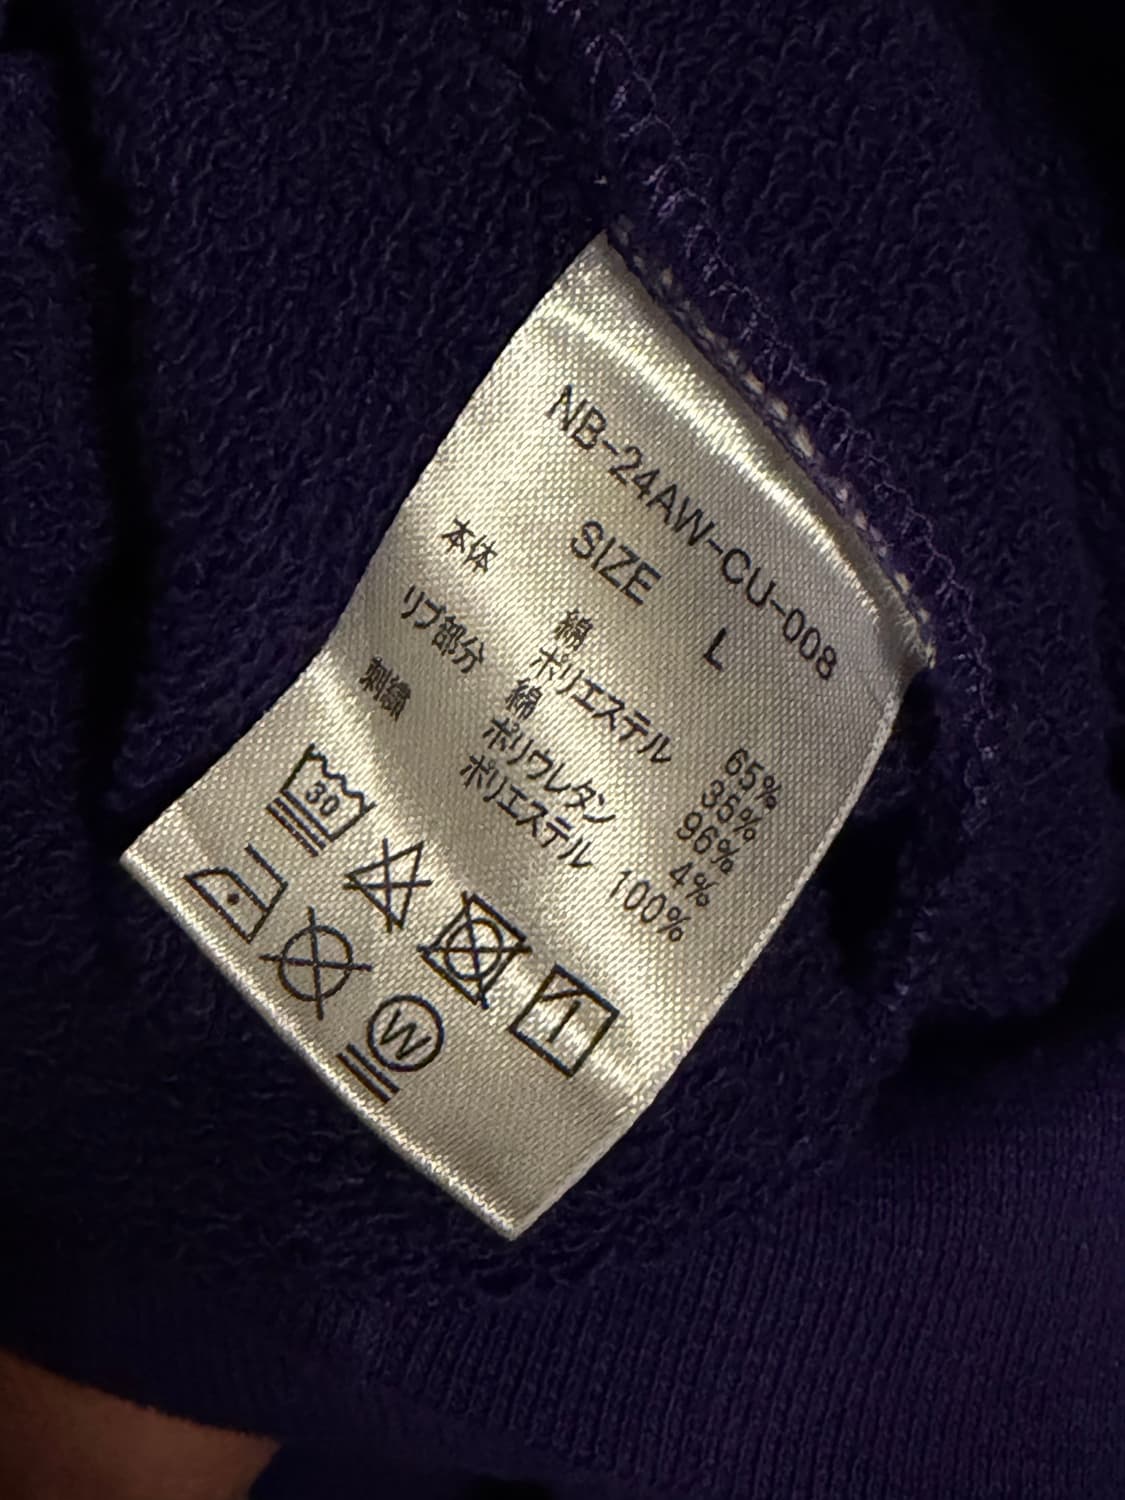 NB-24AW-CU-008
SIZE L
本体 綿 65%
ポリエステル 35%
リブ部分 綿 96%
ポリウレタン 4%
刺繍 ポリエステル 100%
30
W